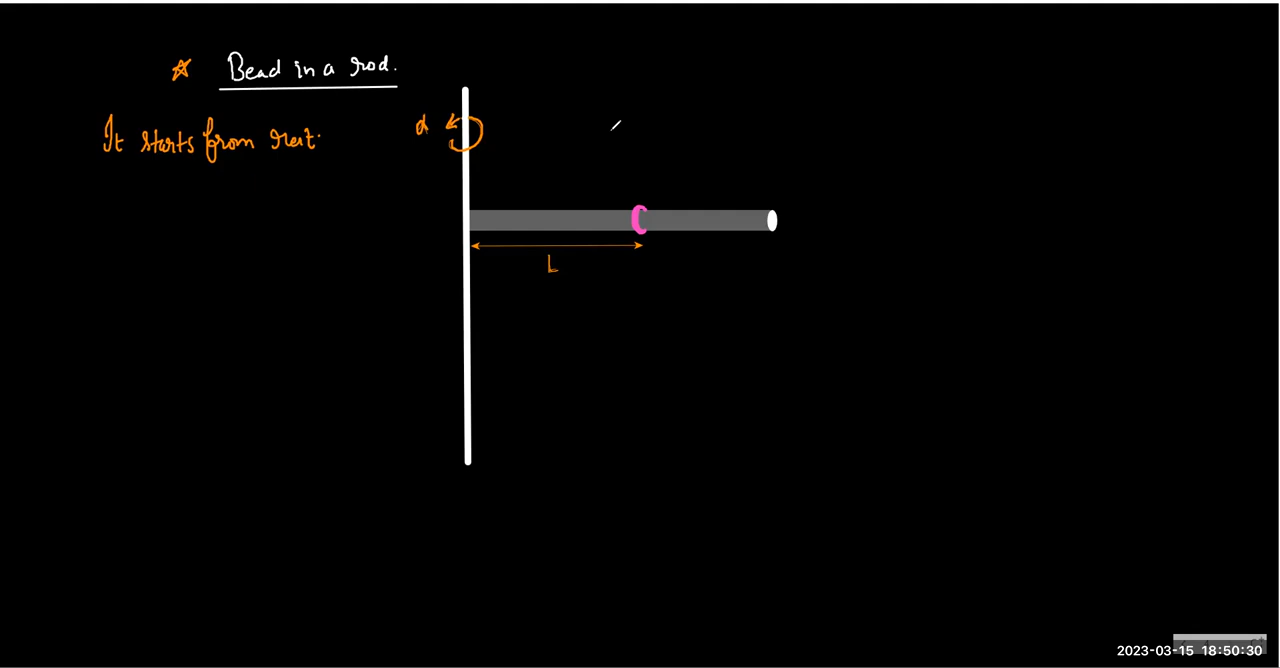 Bead in a rod.
It starts from rest.
α
L
2023-03-15 18:50:30